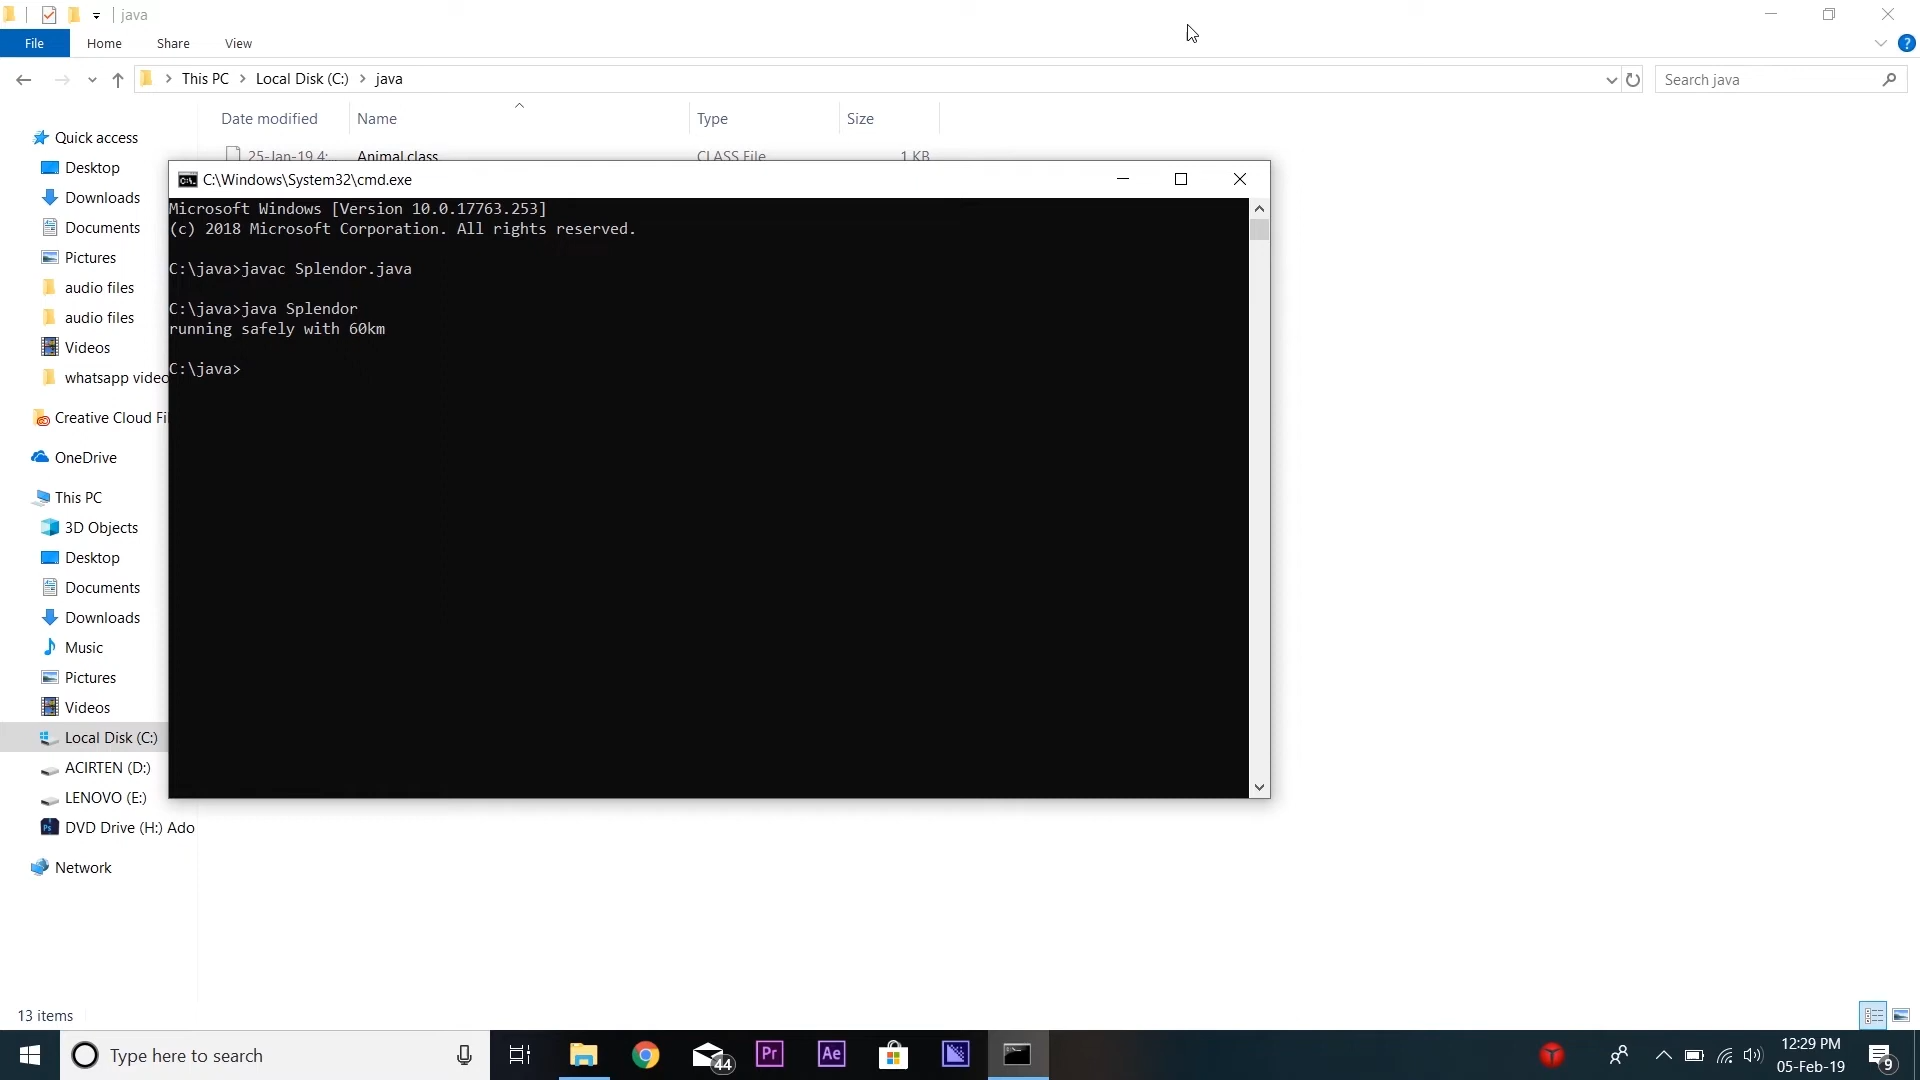 java
File
Home
Share
View
This PC
Local Disk (C:)
java
Search java
Date modified
Name
Type
Size
25-Jan-19 4:...
Animal.class
CLASS File
1 KB
Quick access
Desktop
Downloads
Documents
Pictures
audio files
audio files
Videos
whatsapp video
Creative Cloud Fi
OneDrive
This PC
3D Objects
Desktop
Documents
Downloads
Music
Pictures
Videos
Local Disk (C:)
ACIRTEN (D:)
LENOVO (E:)
DVD Drive (H:) Ado
Network
C:\Windows\System32\cmd.exe
Microsoft Windows [Version 10.0.17763.253]
(c) 2018 Microsoft Corporation. All rights reserved.
C:\java>javac Splendor.java
C:\java>java Splendor
running safely with 60km
C:\java>
13 items
Type here to search
44
Pr
Ae
12:29 PM
05-Feb-19
9